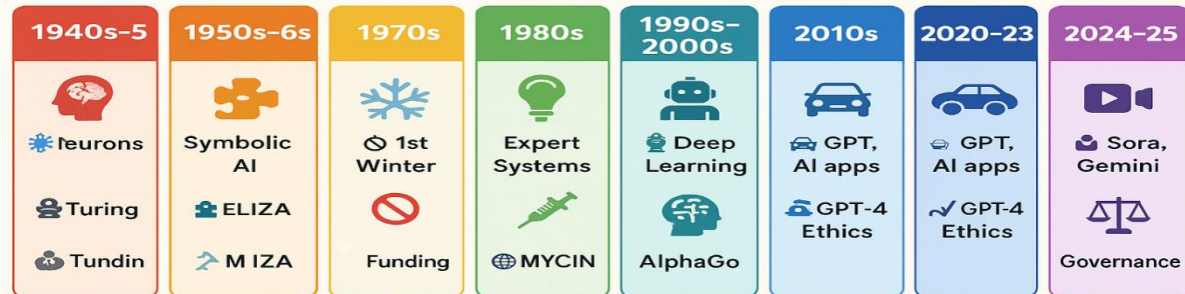 1940s–5
1950s–6s
1970s
1980s
1990s–
2000s
2010s
2020–23
2024–25
neurons
Turing
Tundin
Symbolic
AI
ELIZA
M IZA
1st
Winter
Funding
Expert
Systems
MYCIN
Deep
Learning
AlphaGo
GPT,
AI apps
GPT-4
Ethics
GPT,
AI apps
GPT-4
Ethics
Sora,
Gemini
Governance